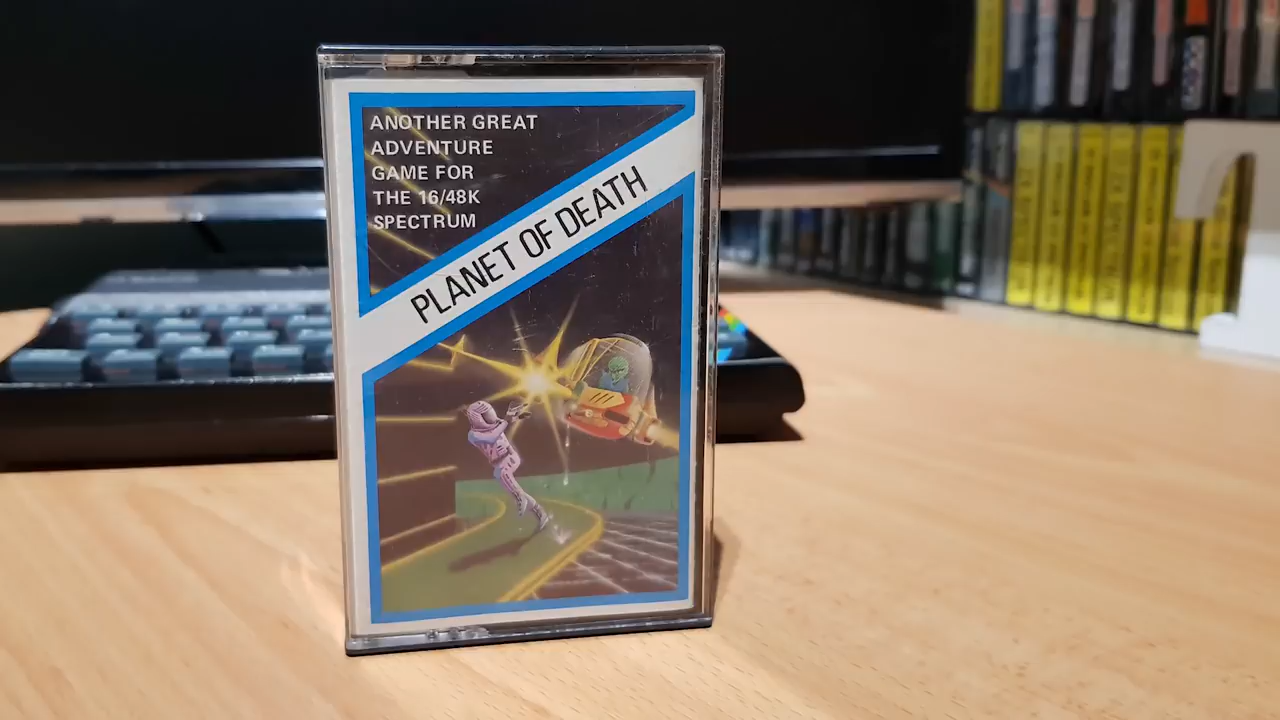 ANOTHER GREAT
ADVENTURE
GAME FOR
THE 16/48K
SPECTRUM
PLANET OF DEATH